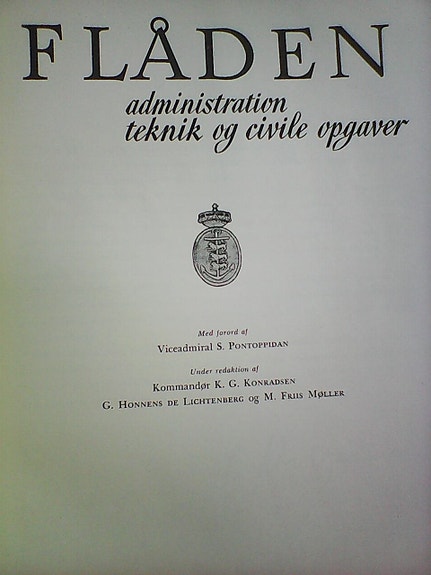 FLÅDEN
administration
teknik og civile opgaver
Med forord af
Viceadmiral S. PONTOPPIDAN
Under redaktion af
Kommandør K. G. KONRADSEN
G. HONNENS DE LICHTENBERG og M. FRIIS MØLLER